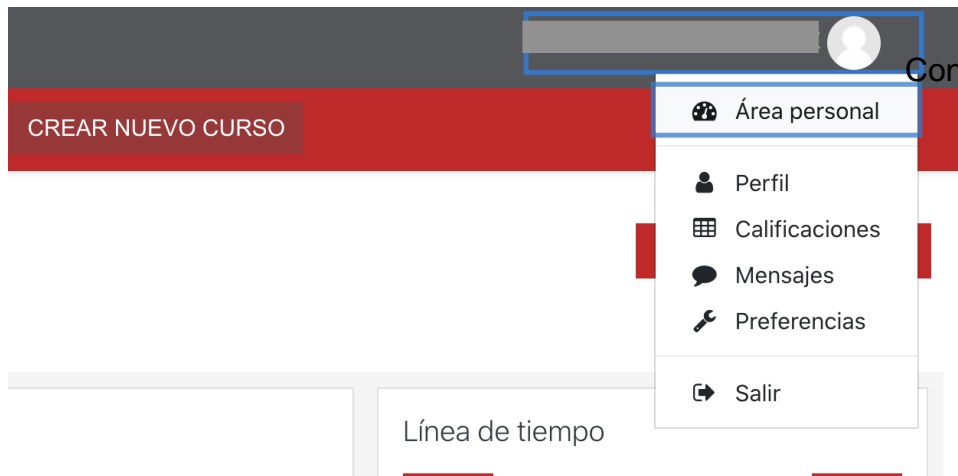 Con
Área personal
CREAR NUEVO CURSO
Perfil
Calificaciones
Mensajes
Preferencias
Salir
Línea de tiempo